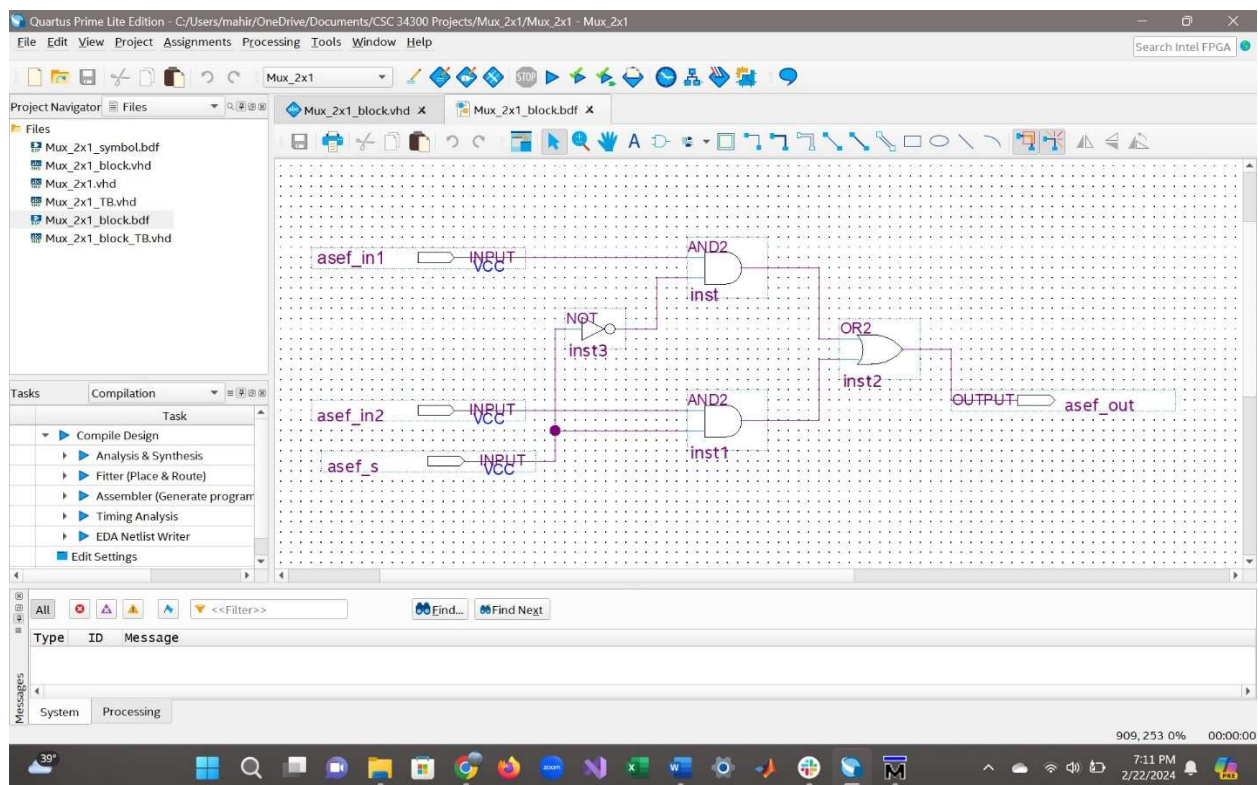 Quartus Prime Lite Edition - C:/Users/mahir/OneDrive/Documents/CSC 34300 Projects/Mux_2x1/Mux_2x1 - Mux_2x1
File Edit View Project Assignments Processing Tools Window Help
Search Intel FPGA
Mux_2x1
Project Navigator Files
Files
Mux_2x1_symbol.bdf
Mux_2x1_block.vhd
Mux_2x1.vhd
Mux_2x1_TB.vhd
Mux_2x1_block.bdf
Mux_2x1_block_TB.vhd
Mux_2x1_block.vhd
Mux_2x1_block.bdf
asef_in1 INPUT
VCC
AND2
inst
NOT
inst3
OR2
inst2
asef_in2 INPUT
VCC
AND2
inst1
OUTPUT asef_out
asef_s INPUT
VCC
Tasks Compilation
Task
Compile Design
Analysis & Synthesis
Fitter (Place & Route)
Assembler (Generate program
Timing Analysis
EDA Netlist Writer
Edit Settings
All <<Filter>> Find... Find Next
Type ID Message
Messages
System Processing
909, 253 0% 00:00:00
39°
STOP
zoom
7:11 PM
2/22/2024
PRE